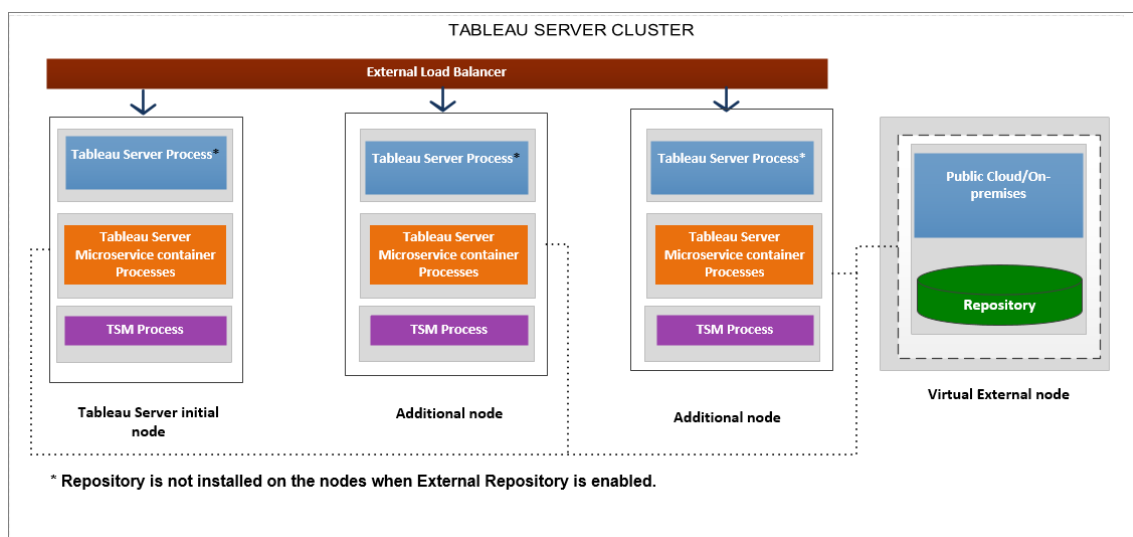 TABLEAU SERVER CLUSTER
External Load Balancer
Tableau Server Process*
Tableau Server
Microservice container
Processes
TSM Process
Tableau Server initial
node
Tableau Server Process*
Tableau Server
Microservice container
Processes
TSM Process
Additional node
Tableau Server Process*
Tableau Server
Microservice container
Processes
TSM Process
Additional node
Public Cloud/On-
premises
Repository
Virtual External node
* Repository is not installed on the nodes when External Repository is enabled.